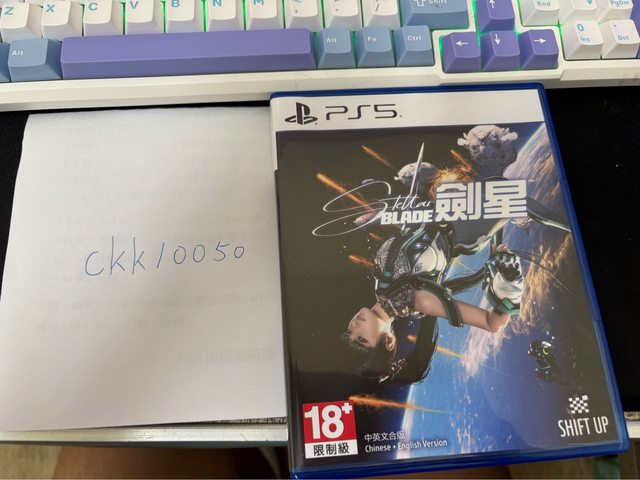 Z X C V B N M
Alt
Alt
Fn
Ctrl
Shift
End
PgDn
0
Ins
Del
ckk10050
PS5
Stellar
BLADE 劍星
18+
限制級
中英文合版
Chinese + English Version
SHIFT UP